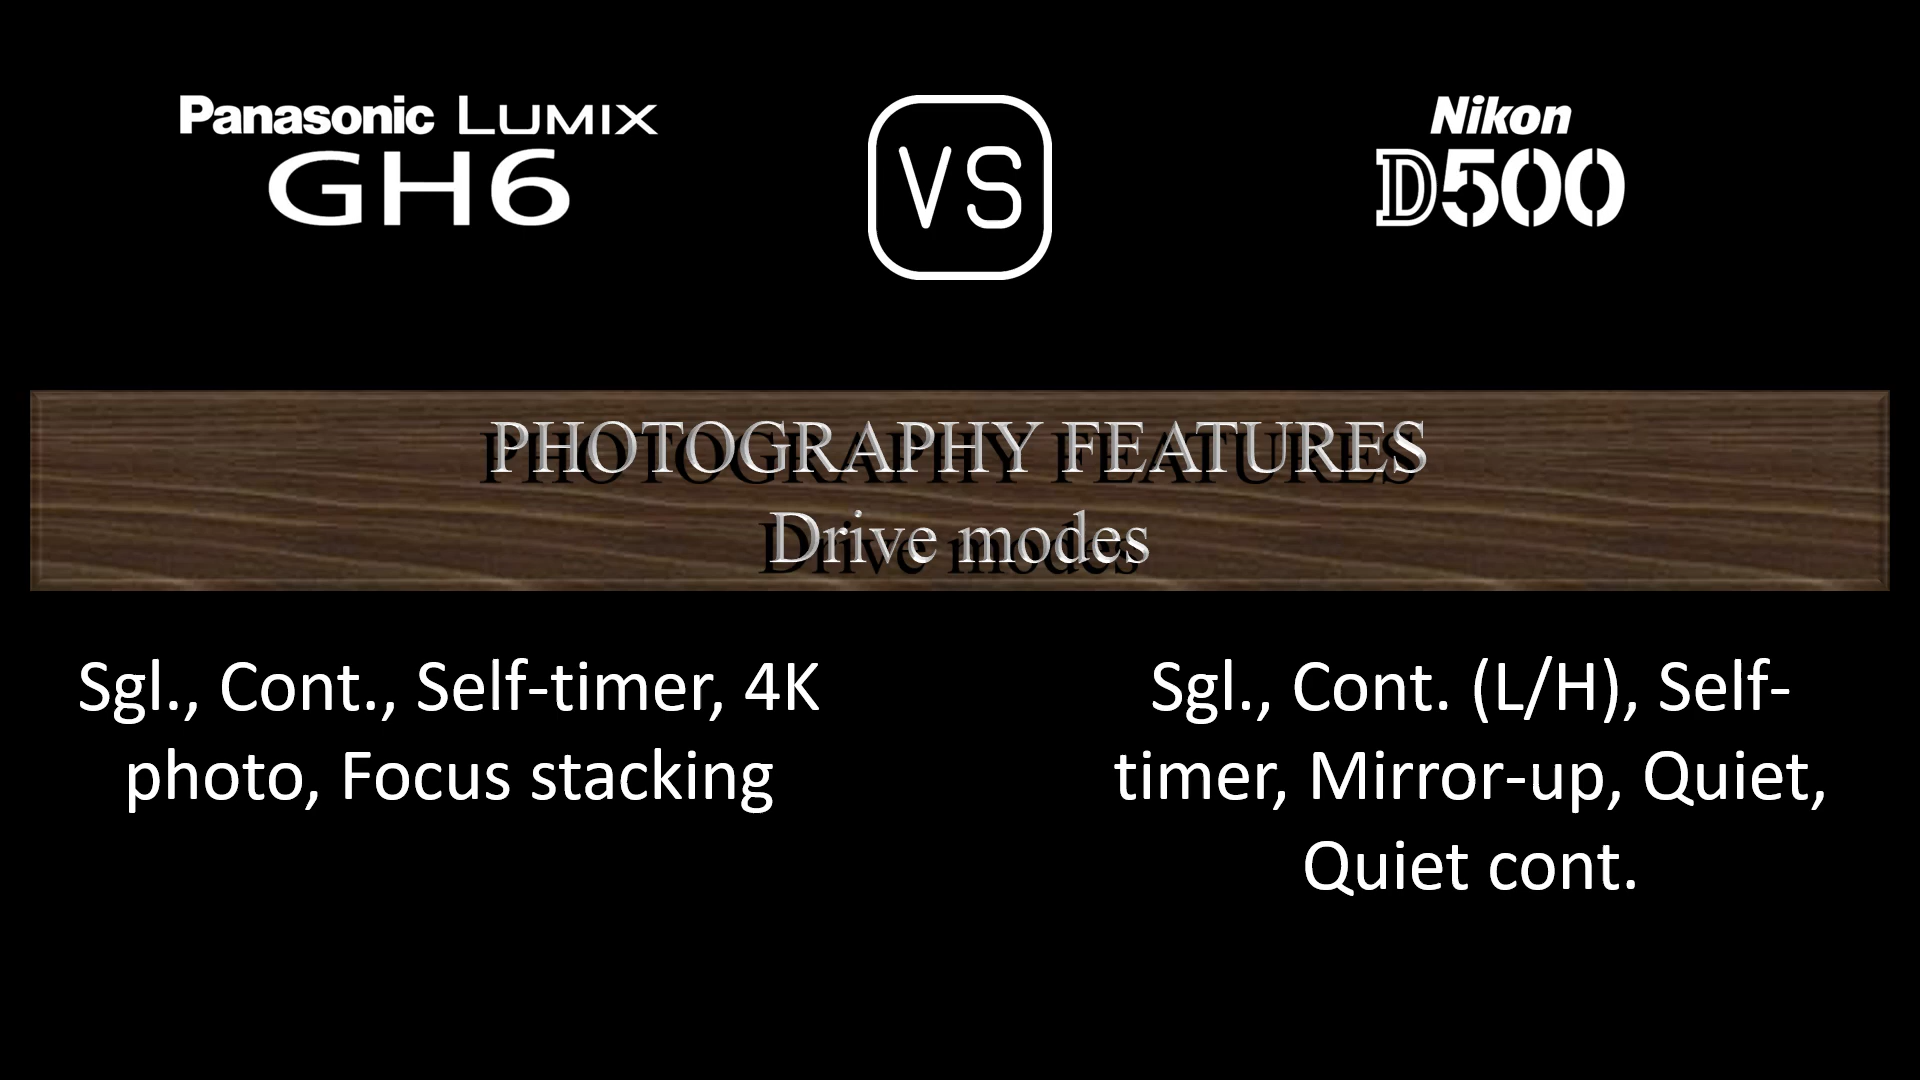 Panasonic LUMIX
GH6
VS
Nikon
D500
PHOTOGRAPHY FEATURES
Drive modes
Sgl., Cont., Self-timer, 4K
photo, Focus stacking
Sgl., Cont. (L/H), Self-
timer, Mirror-up, Quiet,
Quiet cont.